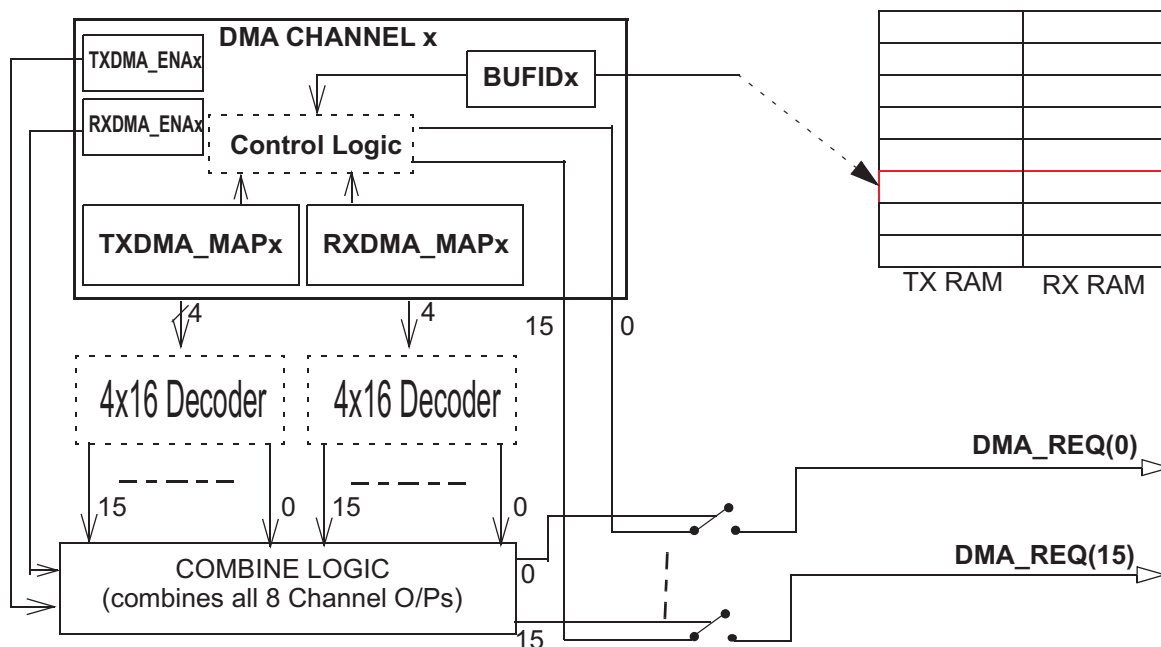 DMA CHANNEL x
TXDMA_ENAx
BUFIDx
RXDMA_ENAx
Control Logic
TXDMA_MAPx
RXDMA_MAPx
TX RAM
RX RAM
4
4
15
0
4x16 Decoder
4x16 Decoder
DMA_REQ(0)
15
0
15
0
COMBINE LOGIC
(combines all 8 Channel O/Ps)
0
DMA_REQ(15)
15